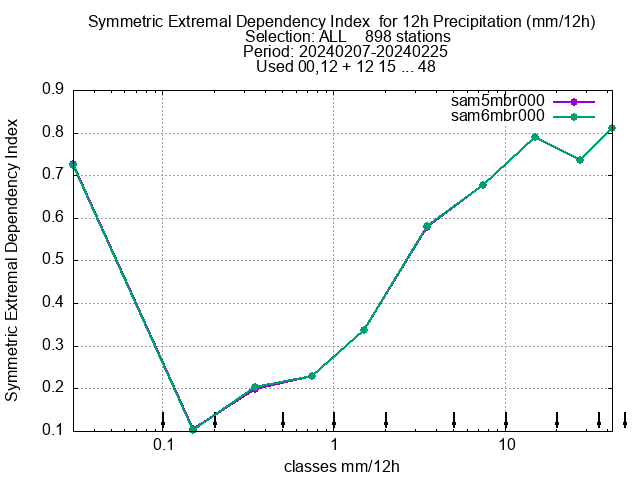 Symmetric Extremal Dependency Index  for 12h Precipitation (mm/12h)
Selection: ALL    898 stations
Period: 20240207-20240225
Used 00,12 + 12 15 ... 48
sam5mbr000
sam6mbr000
0.9
0.8
0.7
0.6
0.5
0.4
0.3
0.2
0.1
Symmetric Extremal Dependency Index
0.1 1 10
classes mm/12h